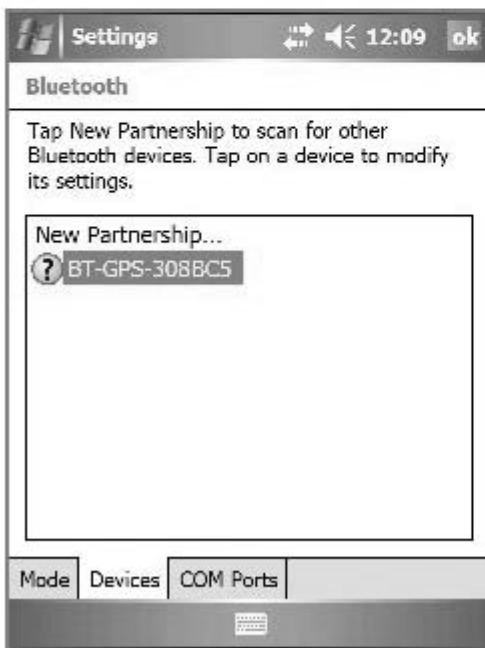 Settings 12:09 ok
Bluetooth
Tap New Partnership to scan for other
Bluetooth devices. Tap on a device to modify
its settings.
New Partnership...
? BT-GPS-308BC5
Mode Devices COM Ports